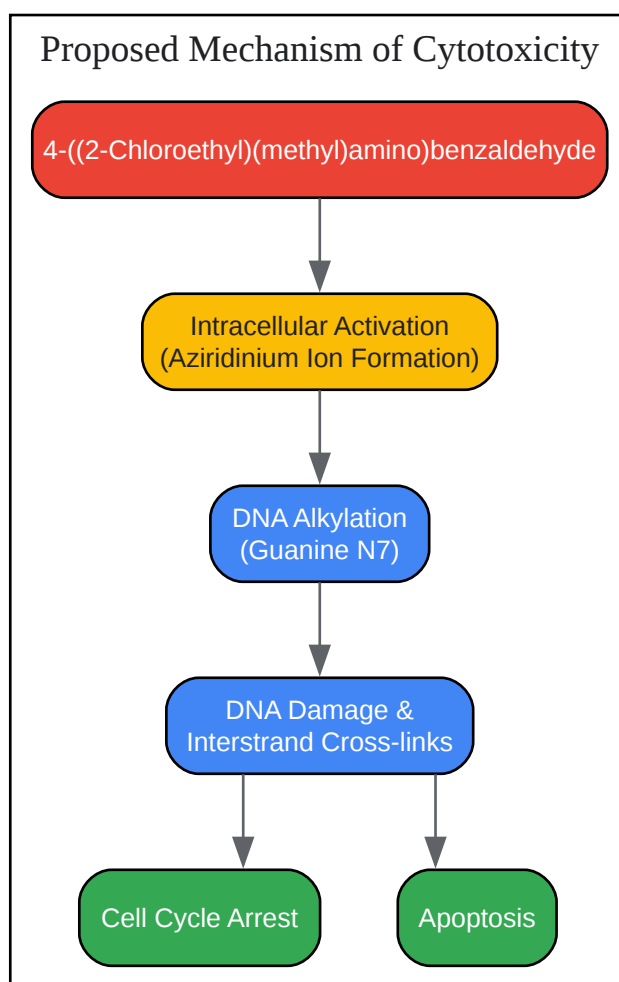 Proposed Mechanism of Cytotoxicity
4-((2-Chloroethyl)(methyl)amino)benzaldehyde
Intracellular Activation
(Aziridinium Ion Formation)
DNA Alkylation
(Guanine N7)
DNA Damage &
Interstrand Cross-links
Cell Cycle Arrest
Apoptosis